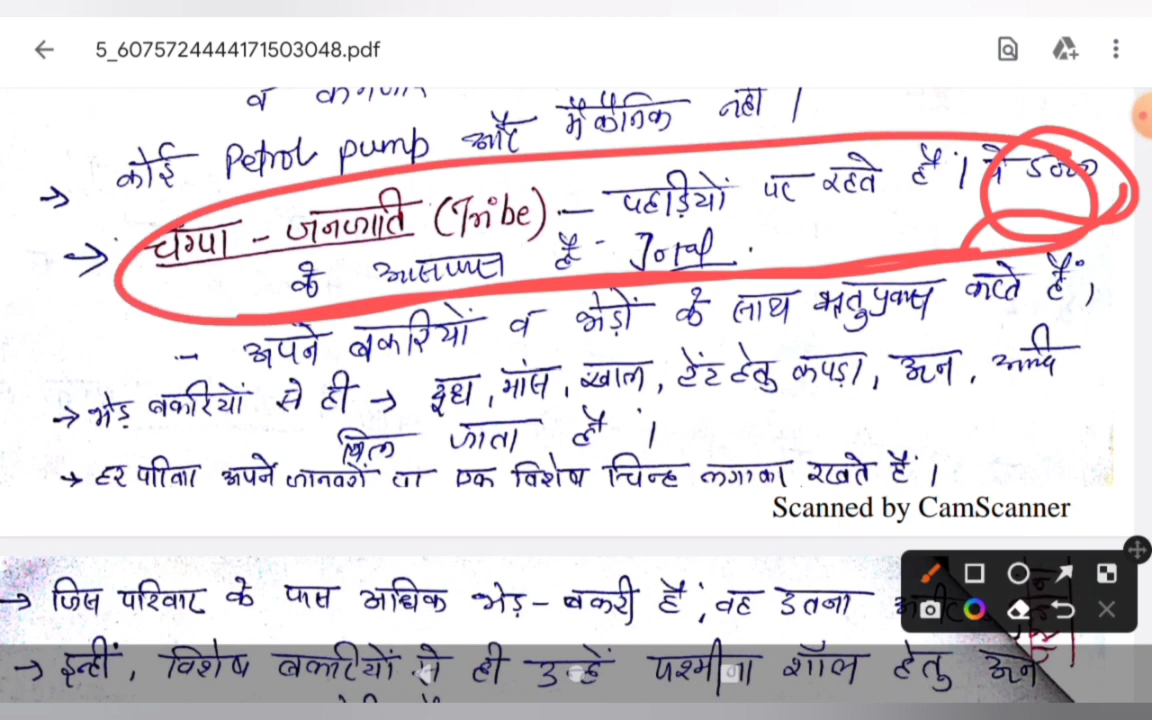 5_6075724444171503048.pdf
व
कोई Petrol pump और मैकेनिक नहीं ।
→ चंग्पा - जनजाति (Tribe) - पहाड़ियों पर रहते हैं । ये 5000
के आसपास हैं - Total .
- अपने बकरियों व भेड़ों के साथ ऋतुप्रवास करते हैं ,
→ भेड़ बकरियों से ही → दूध , मांस , खाल , टेंट हेतु कपड़ा , ऊन , आदि
मिल जाता है ।
→ हर परिवार अपने जानवरों पर एक विशेष चिन्ह लगाकर रखते हैं ।
Scanned by CamScanner
→ जिस परिवार के पास अधिक भेड़ - बकरी हैं , वह उतना
→ इन्हीं , विशेष बकरियों से ही उन्हें पश्मीना शॉल हेतु ऊन